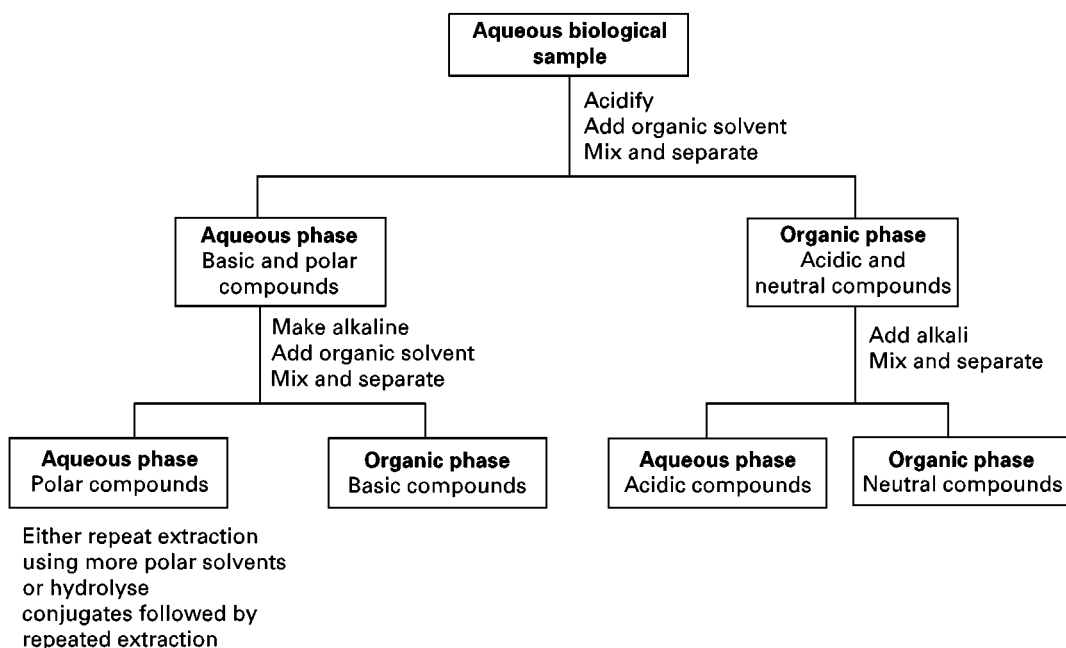 Aqueous biological
sample
Acidify
Add organic solvent
Mix and separate
Aqueous phase
Basic and polar
compounds
Organic phase
Acidic and
neutral compounds
Make alkaline
Add organic solvent
Mix and separate
Add alkali
Mix and separate
Aqueous phase
Polar compounds
Organic phase
Basic compounds
Aqueous phase
Acidic compounds
Organic phase
Neutral compounds
Either repeat extraction
using more polar solvents
or hydrolyse
conjugates followed by
repeated extraction